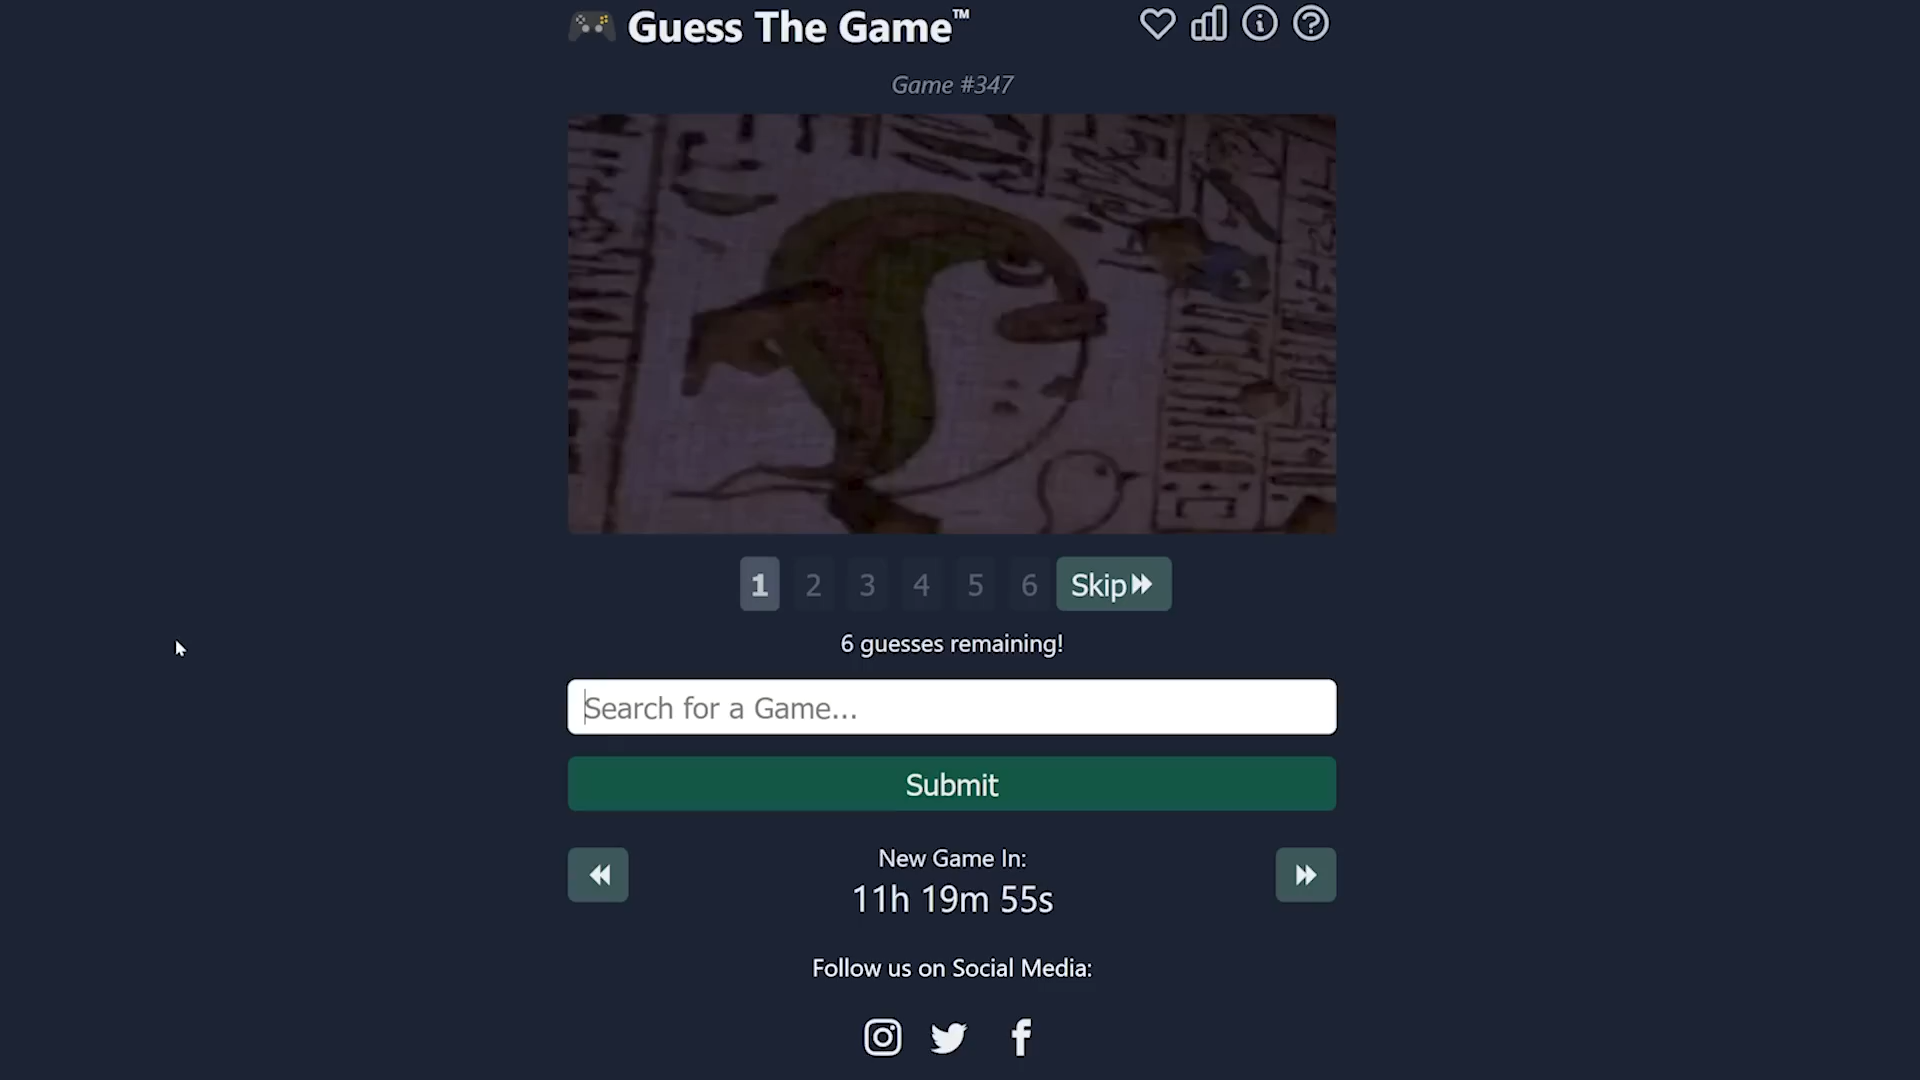 Guess The Game™
Game #347
1 2 3 4 5 6 Skip
6 guesses remaining!
Search for a Game...
Submit
New Game In:
11h 19m 55s
Follow us on Social Media: